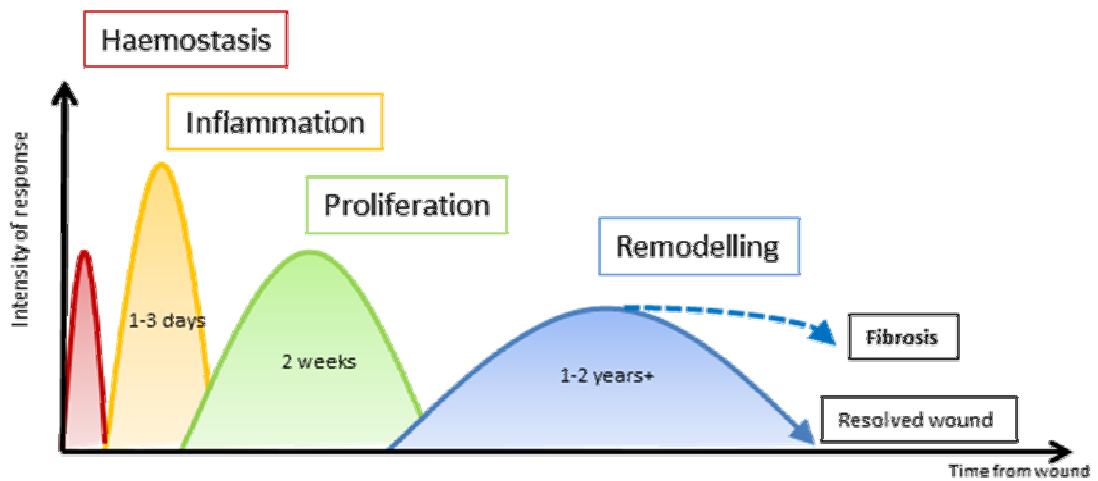 Haemostasis
Inflammation
Proliferation
Remodelling
Intensity of response
1-3 days
2 weeks
1-2 years+
Fibrosis
Resolved wound
Time from wound